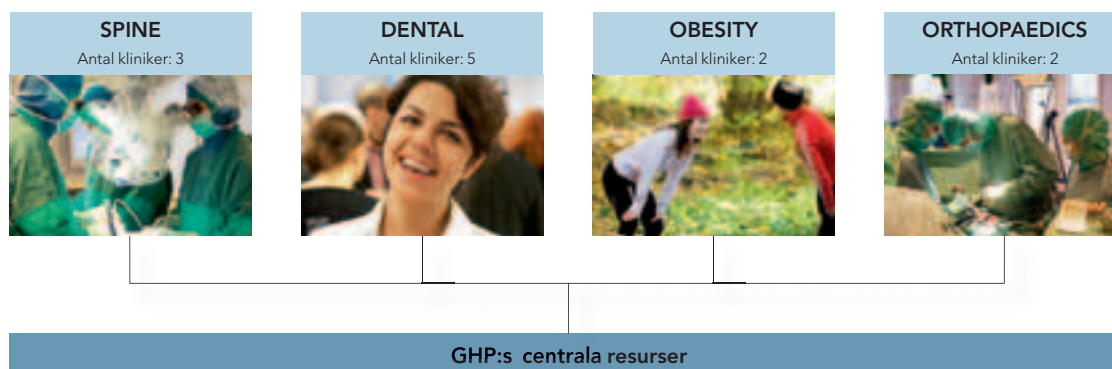 SPINE
Antal kliniker: 3
DENTAL
Antal kliniker: 5
OBESITY
Antal kliniker: 2
ORTHOPAEDICS
Antal kliniker: 2
GHP:s centrala resurser